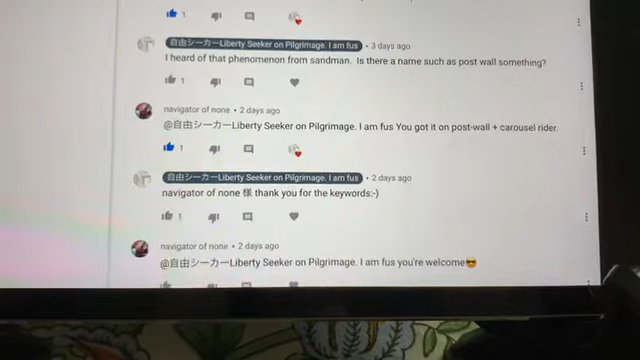 1
自由シーカーLiberty Seeker on Pilgrimage. I am fus • 3 days ago
I heard of that phenomenon from sandman. Is there a name such as post wall something?
1
navigator of none • 2 days ago
@自由シーカーLiberty Seeker on Pilgrimage. I am fus You got it on post-wall + carousel rider.
1
自由シーカーLiberty Seeker on Pilgrimage. I am fus • 2 days ago
navigator of none 様 thank you for the keywords:-)
1
navigator of none • 2 days ago
@自由シーカーLiberty Seeker on Pilgrimage. I am fus you're welcome😎